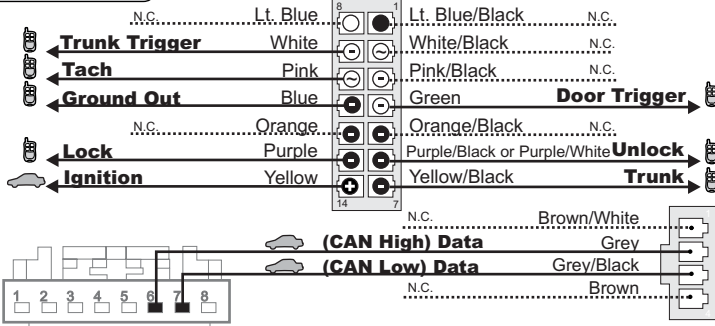 8 1
N.C. Lt. Blue Lt. Blue/Black N.C.
Trunk Trigger White White/Black N.C.
Tach Pink Pink/Black N.C.
Ground Out Blue Green Door Trigger
N.C. Orange Orange/Black N.C.
Lock Purple Purple/Black or Purple/White Unlock
Ignition Yellow Yellow/Black Trunk
14 7
N.C. Brown/White 1
(CAN High) Data Grey
(CAN Low) Data Grey/Black
N.C. Brown 4
1 2 3 4 5 6 7 8